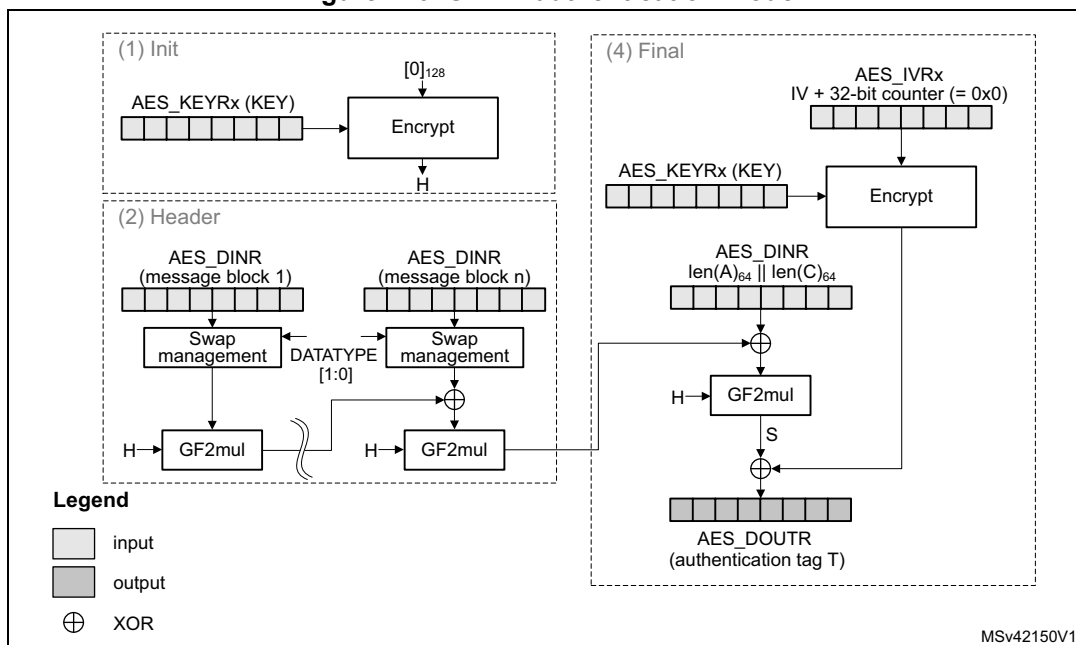 (1) Init
[0]128
AES_KEYRx (KEY)
Encrypt
H
(2) Header
AES_DINR
(message block 1)
AES_DINR
(message block n)
Swap
management
DATATYPE
[1:0]
Swap
management
H
GF2mul
H
GF2mul
(4) Final
AES_IVRx
IV + 32-bit counter (= 0x0)
AES_KEYRx (KEY)
Encrypt
AES_DINR
len(A)64 || len(C)64
H
GF2mul
S
AES_DOUTR
(authentication tag T)
Legend
input
output
XOR
MSv42150V1